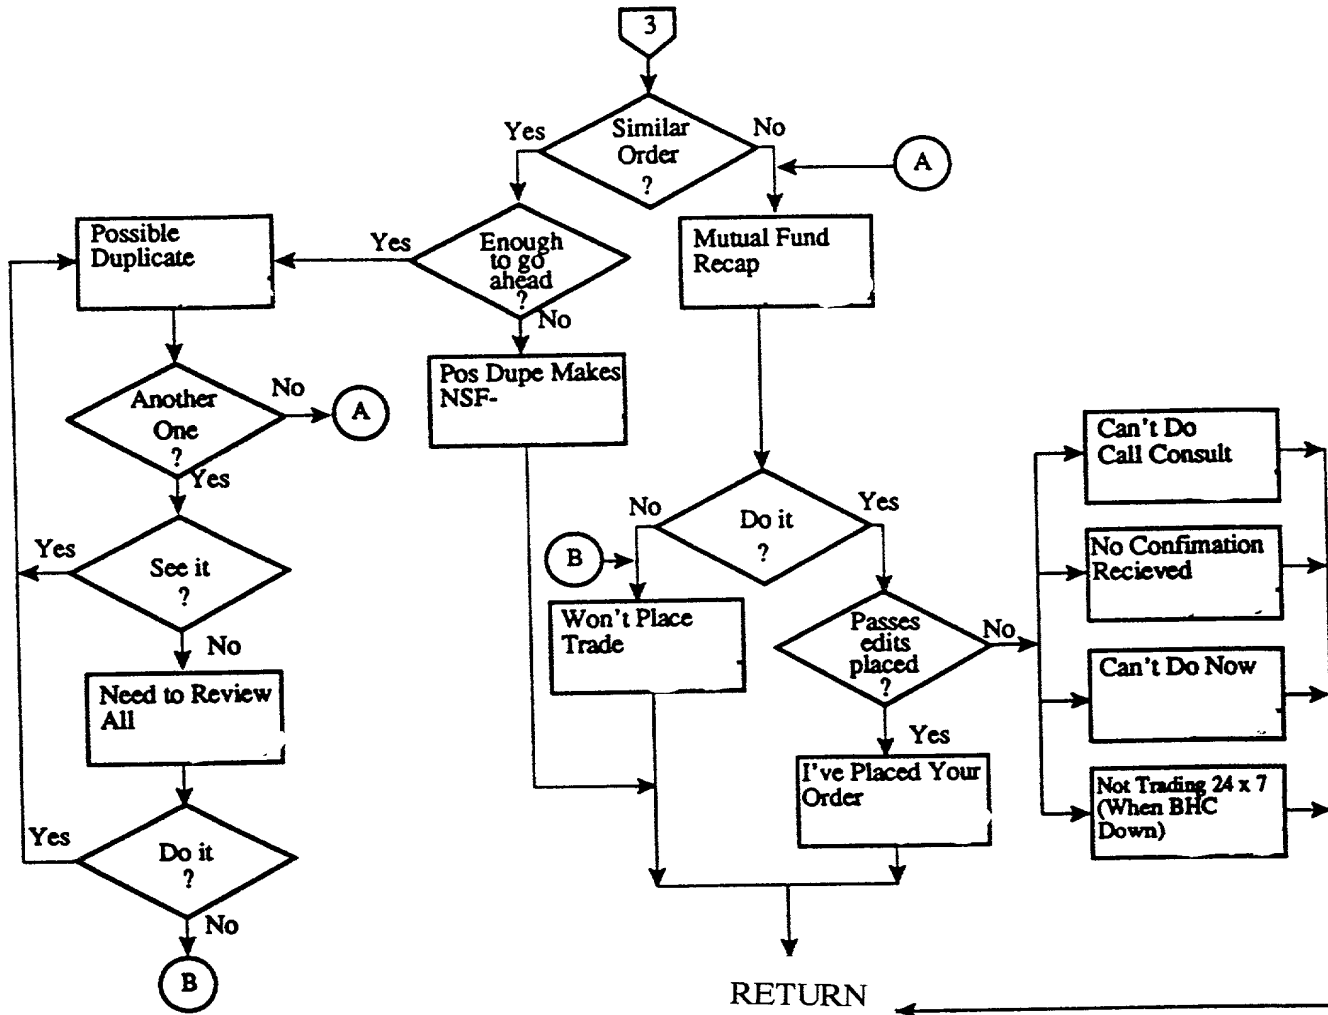 3
Similar
Order
?
Yes
No
A
Possible
Duplicate
Yes
Enough
to go
ahead
?
No
Mutual Fund
Recap
Pos Dupe Makes
NSF-
Another
One
?
No
A
Yes
See it
?
Yes
No
Need to Review
All
Do it
?
Yes
No
B
Do it
?
No
Yes
B
Won't Place
Trade
Passes
edits
placed
?
No
Yes
I've Placed Your
Order
Can't Do
Call Consult
No Confimation
Recieved
Can't Do Now
Not Trading 24 x 7
(When BHC
Down)
RETURN